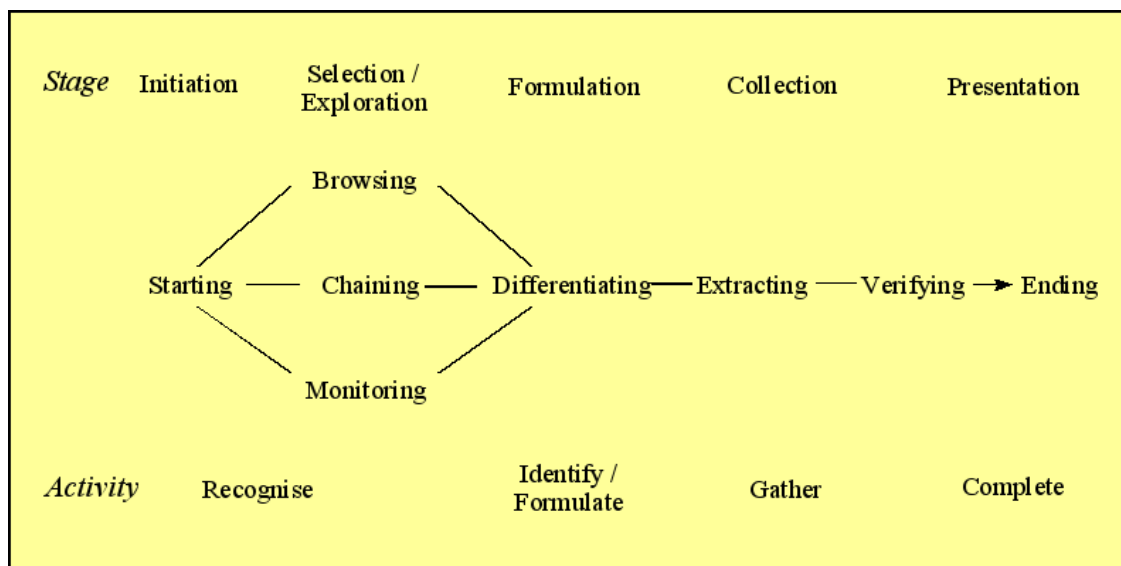 Stage Initiation Selection / Formulation Collection Presentation
Exploration
Browsing
Starting Chaining Differentiating Extracting Verifying Ending
Monitoring
Activity Recognise Identify / Gather Complete
Formulate